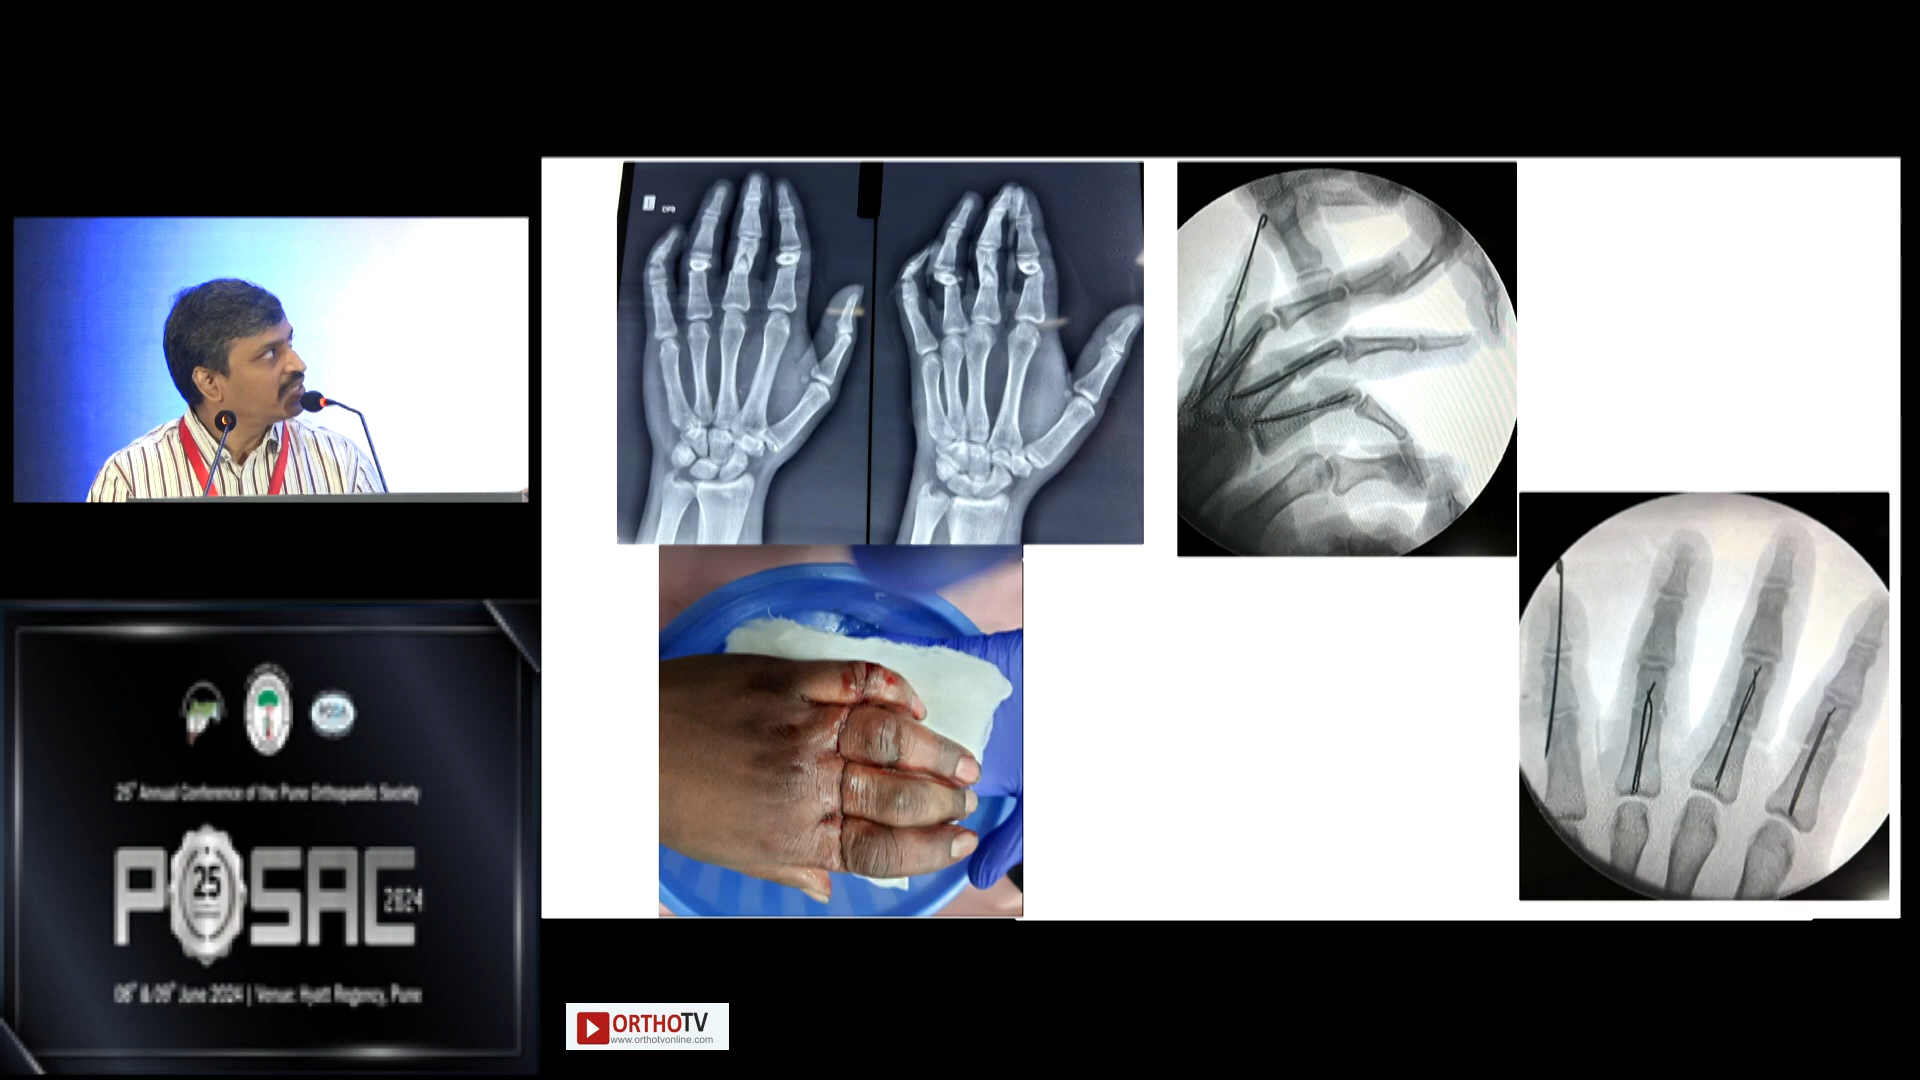 25th Annual Conference of the Pune Orthopaedic Society
POSAC
25
2024
08th & 09th June 2024 | Venue: Hyatt Regency, Pune
ORTHOTV
www.orthotvonline.com